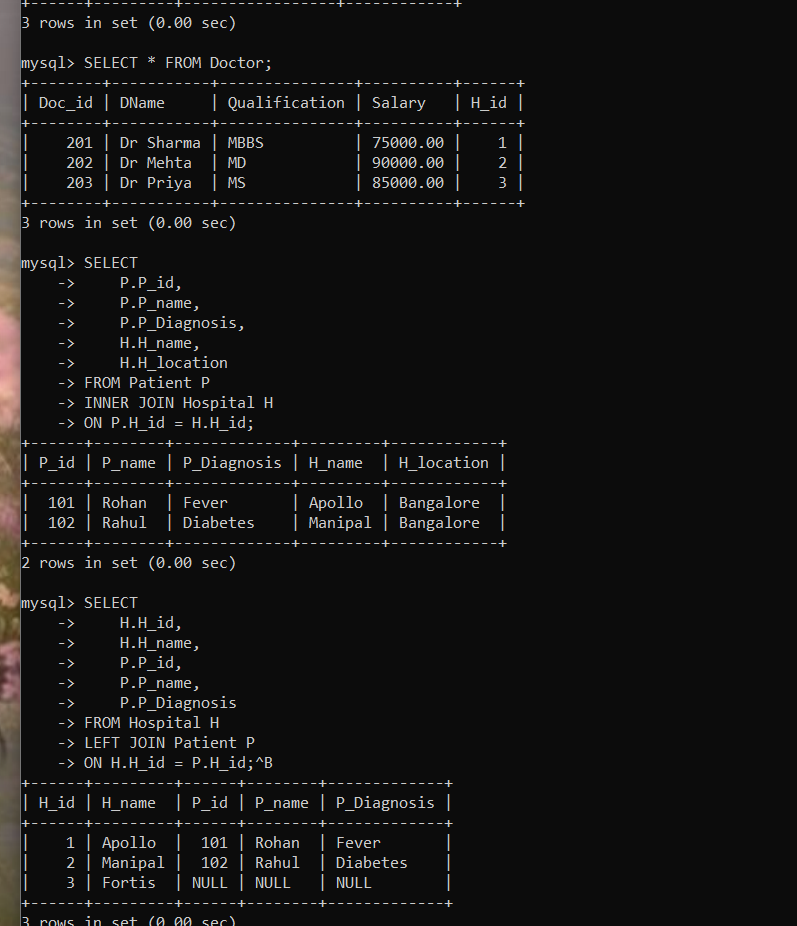 +------+----------+-----------------+------------+
3 rows in set (0.00 sec)
mysql> SELECT * FROM Doctor;
+--------+-----------+---------------+----------+------+
| Doc_id | DName     | Qualification | Salary   | H_id |
+--------+-----------+---------------+----------+------+
|    201 | Dr Sharma | MBBS          | 75000.00 |    1 |
|    202 | Dr Mehta  | MD            | 90000.00 |    2 |
|    203 | Dr Priya  | MS            | 85000.00 |    3 |
+--------+-----------+---------------+----------+------+
3 rows in set (0.00 sec)
mysql> SELECT
    ->     P.P_id,
    ->     P.P_name,
    ->     P.P_Diagnosis,
    ->     H.H_name,
    ->     H.H_location
    -> FROM Patient P
    -> INNER JOIN Hospital H
    -> ON P.H_id = H.H_id;
+------+--------+-------------+---------+------------+
| P_id | P_name | P_Diagnosis | H_name  | H_location |
+------+--------+-------------+---------+------------+
|  101 | Rohan  | Fever       | Apollo  | Bangalore  |
|  102 | Rahul  | Diabetes    | Manipal | Bangalore  |
+------+--------+-------------+---------+------------+
2 rows in set (0.00 sec)
mysql> SELECT
    ->     H.H_id,
    ->     H.H_name,
    ->     P.P_id,
    ->     P.P_name,
    ->     P.P_Diagnosis
    -> FROM Hospital H
    -> LEFT JOIN Patient P
    -> ON H.H_id = P.H_id;^B
+------+---------+------+--------+-------------+
| H_id | H_name  | P_id | P_name | P_Diagnosis |
+------+---------+------+--------+-------------+
|    1 | Apollo  |  101 | Rohan  | Fever       |
|    2 | Manipal |  102 | Rahul  | Diabetes    |
|    3 | Fortis  | NULL | NULL   | NULL        |
+------+---------+------+--------+-------------+
3 rows in set (0.00 sec)